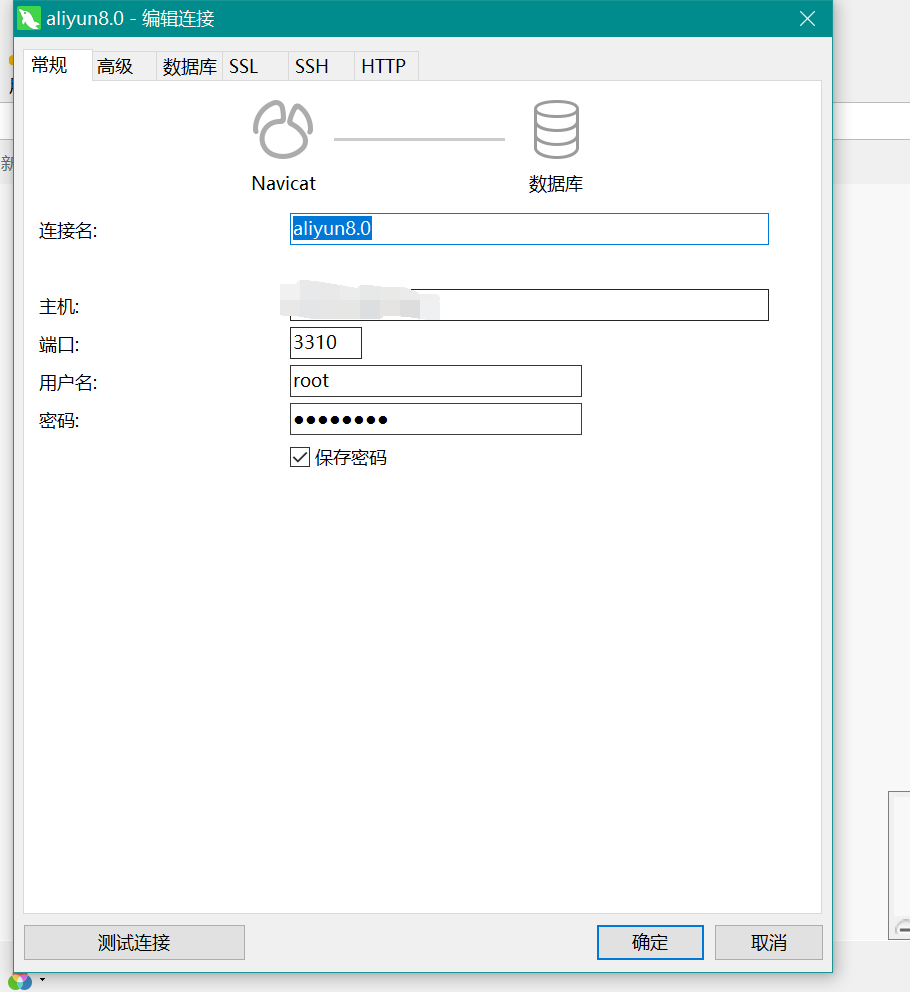 aliyun8.0 - 编辑连接
常规 高级 数据库 SSL SSH HTTP
新
Navicat 数据库
连接名: aliyun8.0
主机:
端口: 3310
用户名: root
密码: ●●●●●●●●
保存密码
测试连接 确定 取消